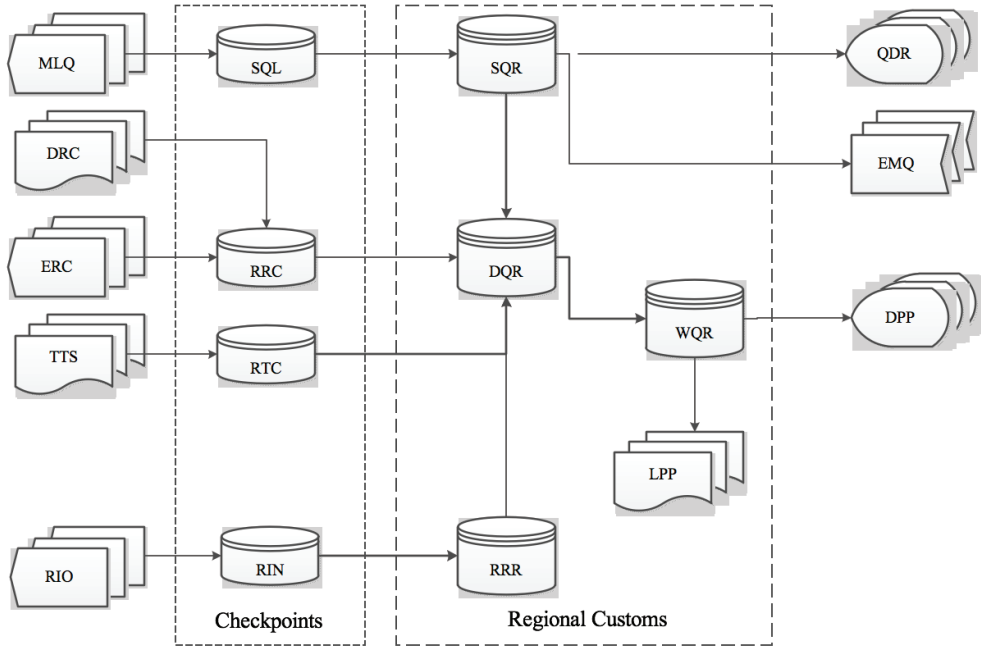 MLQ
SQL
SQR
QDR
DRC
EMQ
ERC
RRC
DQR
TTS
RTC
WQR
DPP
LPP
RIO
RIN
RRR
Checkpoints
Regional Customs